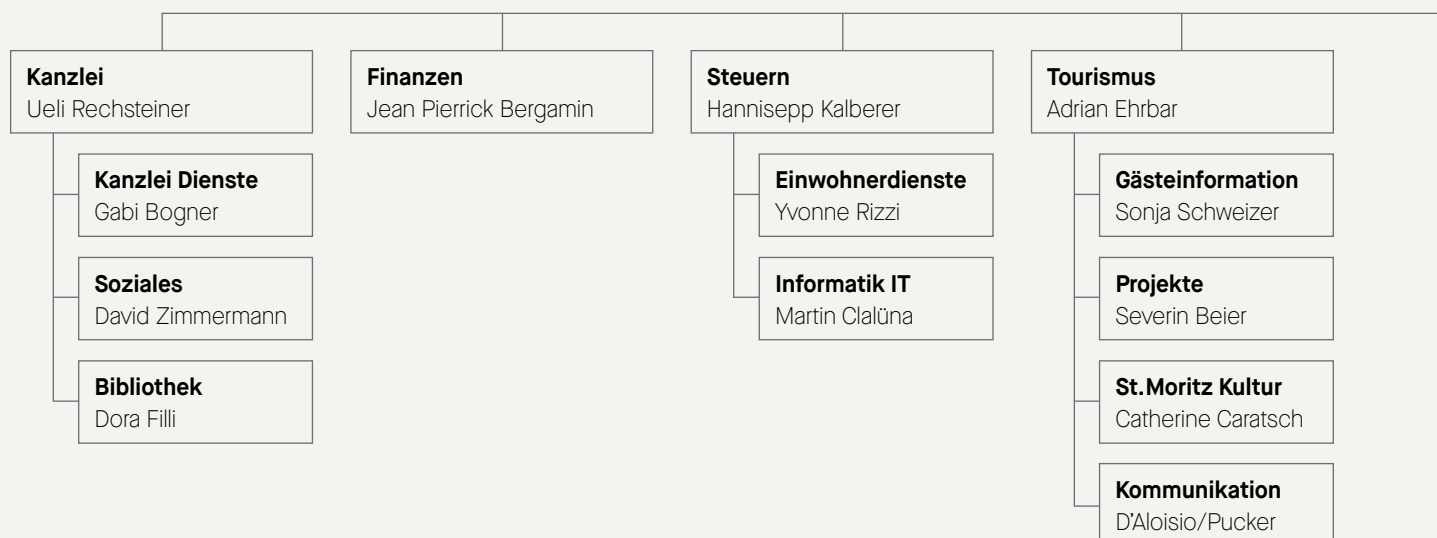 Kanzlei
Ueli Rechsteiner
Kanzlei Dienste
Gabi Bogner
Soziales
David Zimmermann
Bibliothek
Dora Filli
Finanzen
Jean Pierrick Bergamin
Steuern
Hannisepp Kalberer
Einwohnerdienste
Yvonne Rizzi
Informatik IT
Martin Clalüna
Tourismus
Adrian Ehrbar
Gästeinformation
Sonja Schweizer
Projekte
Severin Beier
St.Moritz Kultur
Catherine Caratsch
Kommunikation
D'Aloisio/Pucker